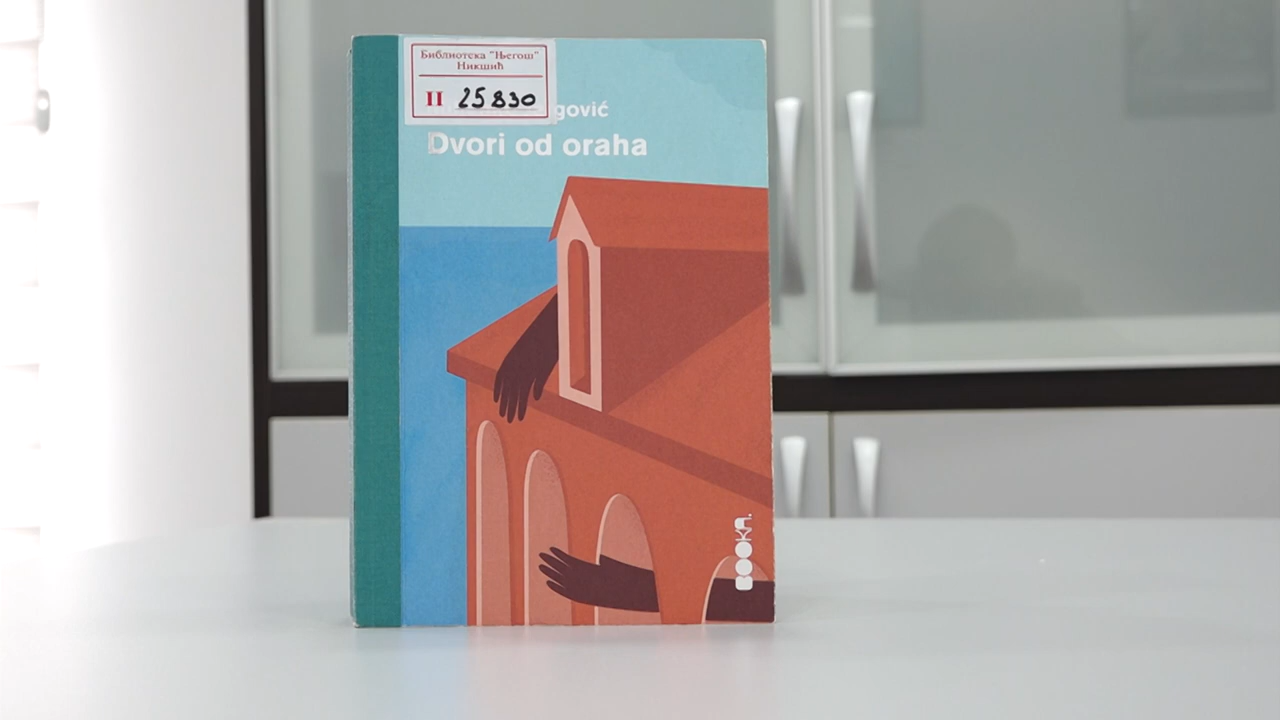 Библиотека "Његош"
Никшић
II 25830
gović
Dvori od oraha
BOOKA.